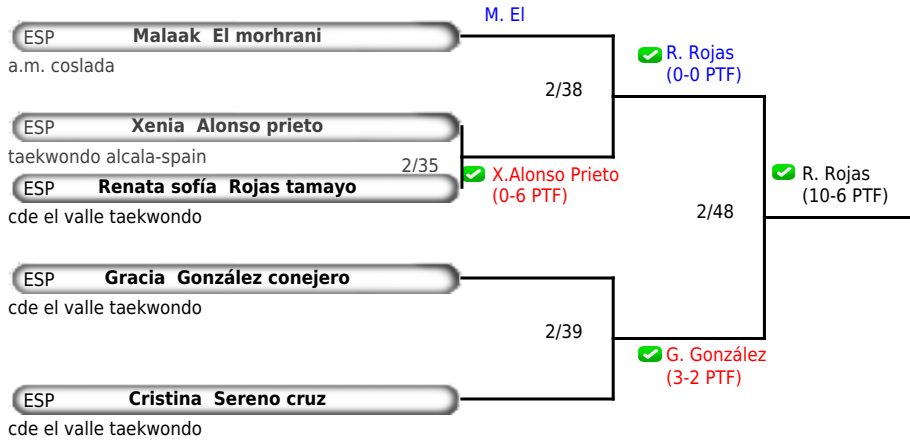 M. El
ESP Malaak El morhrani
a.m. coslada
R. Rojas
(0-0 PTF)
2/38
ESP Xenia Alonso prieto
taekwondo alcala-spain
2/35
X.Alonso Prieto
(0-6 PTF)
ESP Renata sofía Rojas tamayo
cde el valle taekwondo
R. Rojas
(10-6 PTF)
2/48
ESP Gracia González conejero
cde el valle taekwondo
2/39
G. González
(3-2 PTF)
ESP Cristina Sereno cruz
cde el valle taekwondo